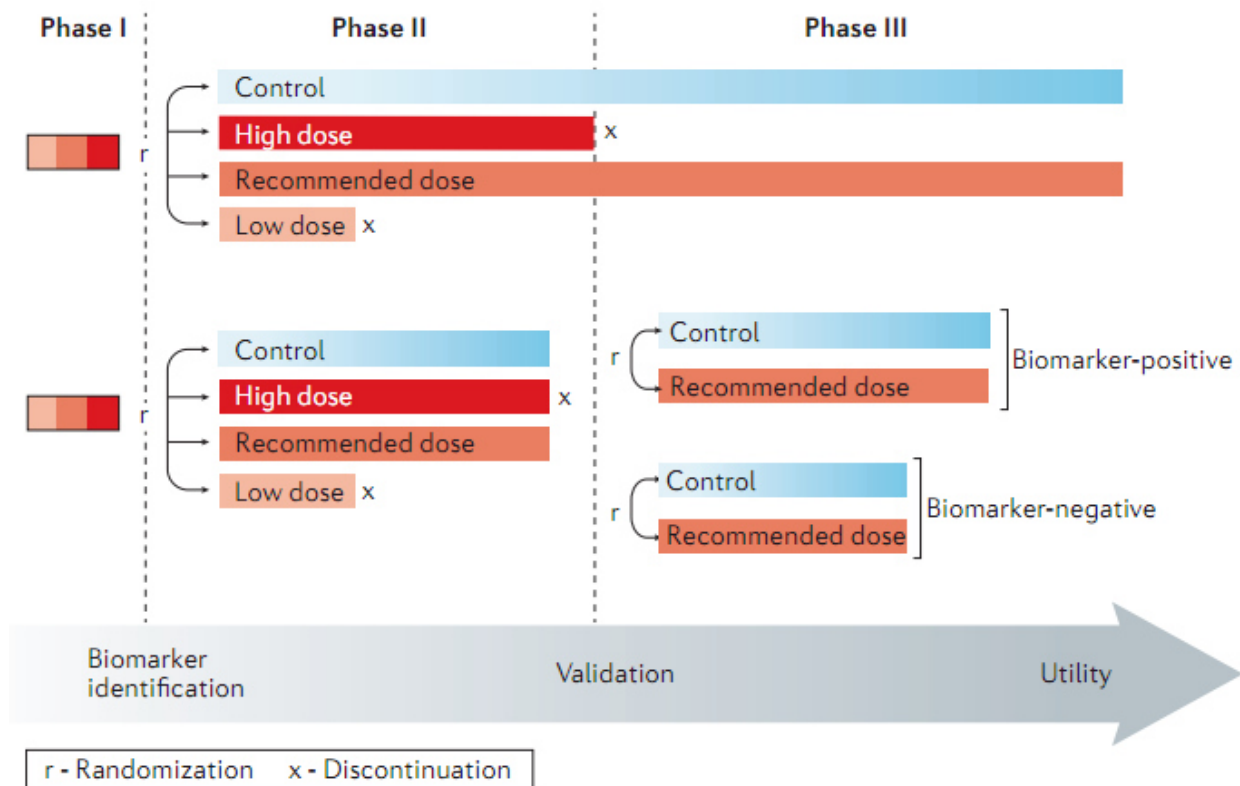 Phase I
Phase II
Phase III
Control
High dose
x
r
Recommended dose
Low dose
x
Control
High dose
x
r
Recommended dose
Low dose
x
Control
r
Recommended dose
Biomarker-positive
Control
r
Recommended dose
Biomarker-negative
Biomarker
identification
Validation
Utility
r - Randomization x - Discontinuation